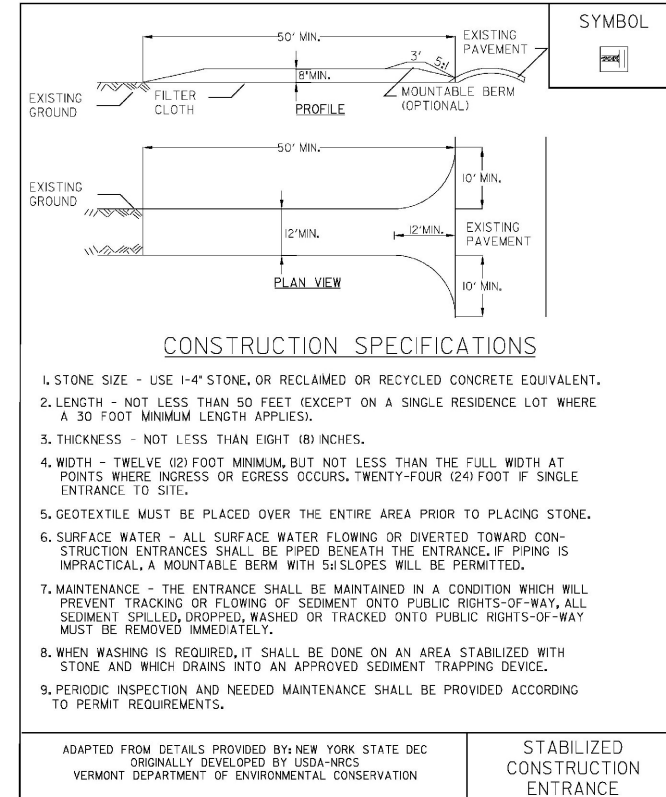 SYMBOL
50' MIN.
EXISTING
PAVEMENT
3'
5:1
8"MIN.
MOUNTABLE BERM
(OPTIONAL)
EXISTING
GROUND
FILTER
CLOTH
PROFILE
50' MIN.
10' MIN.
EXISTING
GROUND
12'MIN.
12'MIN.
EXISTING
PAVEMENT
PLAN VIEW
10' MIN.
CONSTRUCTION SPECIFICATIONS
1. STONE SIZE - USE 1-4" STONE, OR RECLAIMED OR RECYCLED CONCRETE EQUIVALENT.
2. LENGTH - NOT LESS THAN 50 FEET (EXCEPT ON A SINGLE RESIDENCE LOT WHERE
A 30 FOOT MINIMUM LENGTH APPLIES).
3. THICKNESS - NOT LESS THAN EIGHT (8) INCHES.
4. WIDTH - TWELVE (12) FOOT MINIMUM, BUT NOT LESS THAN THE FULL WIDTH AT
POINTS WHERE INGRESS OR EGRESS OCCURS. TWENTY-FOUR (24) FOOT IF SINGLE
ENTRANCE TO SITE.
5. GEOTEXTILE MUST BE PLACED OVER THE ENTIRE AREA PRIOR TO PLACING STONE.
6. SURFACE WATER - ALL SURFACE WATER FLOWING OR DIVERTED TOWARD CON-
STRUCTION ENTRANCES SHALL BE PIPED BENEATH THE ENTRANCE. IF PIPING IS
IMPRACTICAL, A MOUNTABLE BERM WITH 5:1 SLOPES WILL BE PERMITTED.
7. MAINTENANCE - THE ENTRANCE SHALL BE MAINTAINED IN A CONDITION WHICH WILL
PREVENT TRACKING OR FLOWING OF SEDIMENT ONTO PUBLIC RIGHTS-OF-WAY, ALL
SEDIMENT SPILLED, DROPPED, WASHED OR TRACKED ONTO PUBLIC RIGHTS-OF-WAY
MUST BE REMOVED IMMEDIATELY.
8. WHEN WASHING IS REQUIRED, IT SHALL BE DONE ON AN AREA STABILIZED WITH
STONE AND WHICH DRAINS INTO AN APPROVED SEDIMENT TRAPPING DEVICE.
9. PERIODIC INSPECTION AND NEEDED MAINTENANCE SHALL BE PROVIDED ACCORDING
TO PERMIT REQUIREMENTS.
ADAPTED FROM DETAILS PROVIDED BY: NEW YORK STATE DEC
ORIGINALLY DEVELOPED BY USDA-NRCS
VERMONT DEPARTMENT OF ENVIRONMENTAL CONSERVATION
STABILIZED
CONSTRUCTION
ENTRANCE